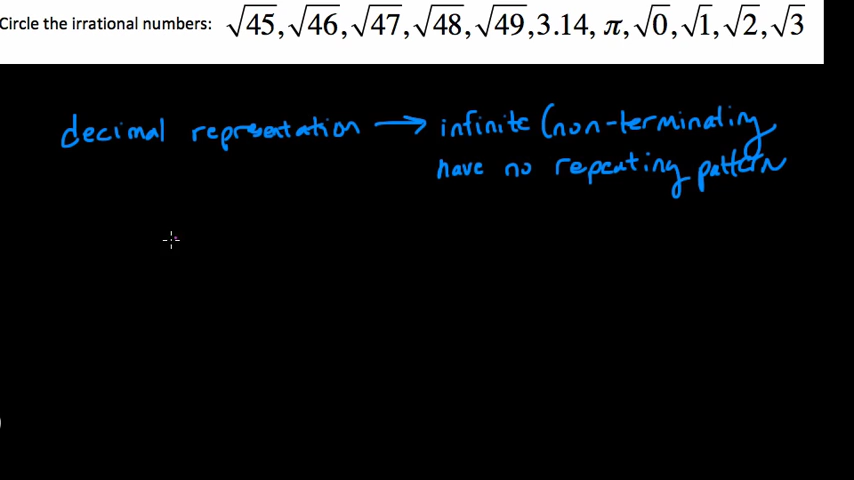 Circle the irrational numbers: √45, √46, √47, √48, √49, 3.14, π, √0, √1, √2, √3
decimal representation → infinite (non-terminating
have no repeating pattern